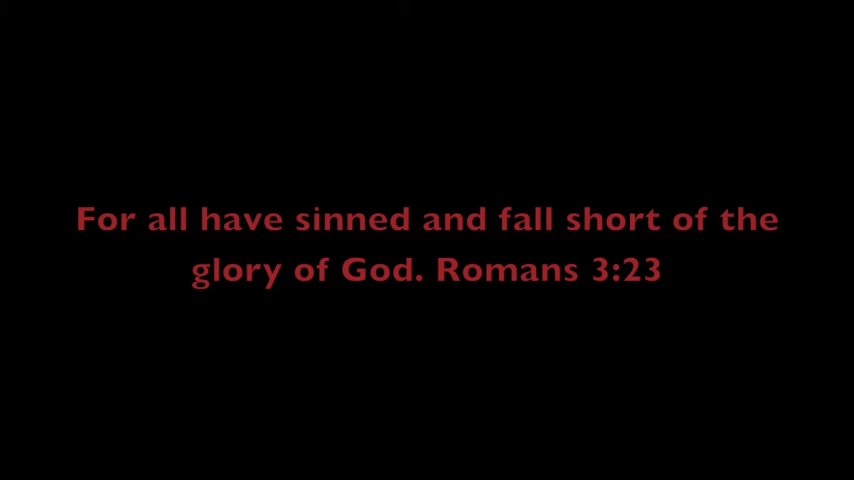 For all have sinned and fall short of the
glory of God. Romans 3:23